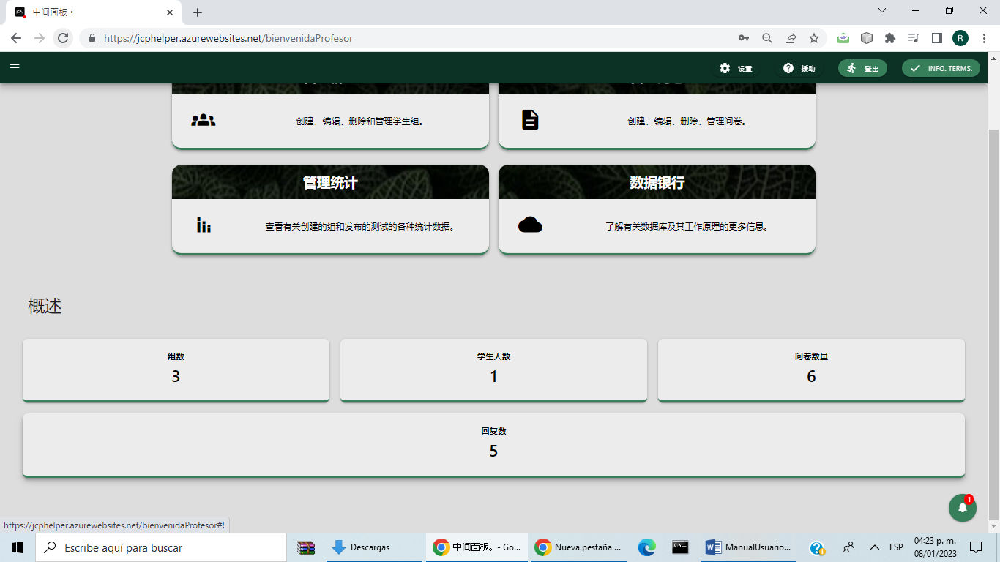 中间面板。
https://jcphelper.azurewebsites.net/bienvenidaProfesor
R
设置
援助
登出
INFO. TERMS.
创建、编辑、删除和管理学生组。
创建、编辑、删除、管理问卷。
管理统计
数据银行
查看有关创建的组和发布的测试的各种统计数据。
了解有关数据库及其工作原理的更多信息。
概述
组数
3
学生人数
1
问卷数量
6
回复数
5
1
https://jcphelper.azurewebsites.net/bienvenidaProfesor#!
Escribe aquí para buscar
Descargas
中间面板。 - Go...
Nueva pestaña ...
ManualUsuario...
ESP
04:23 p. m.
08/01/2023